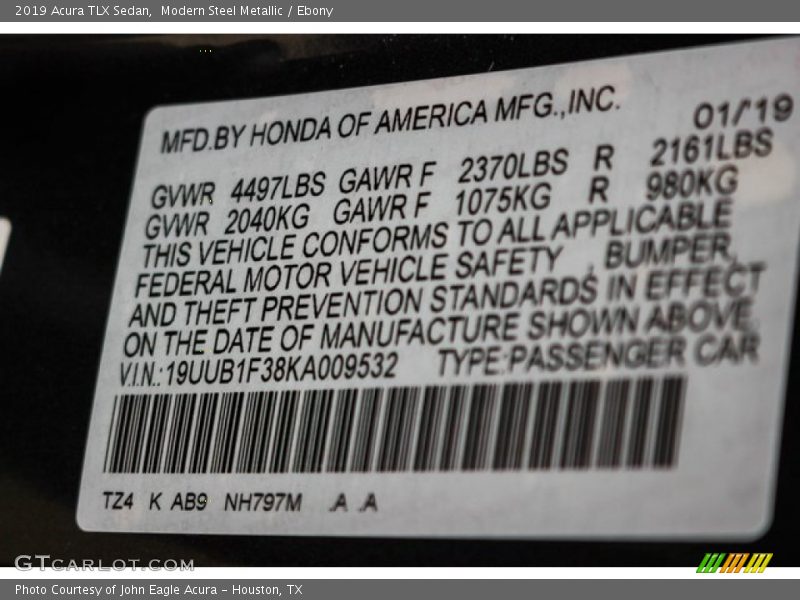 2019 Acura TLX Sedan,  Modern Steel Metallic / Ebony
MFD.BY HONDA OF AMERICA MFG.,INC. 01/'19
GVWR 4497LBS GAWR F 2370LBS R 2161LBS
GVWR 2040KG GAWR F 1075KG R 980KG
THIS VEHICLE CONFORMS TO ALL APPLICABLE
FEDERAL MOTOR VEHICLE SAFETY , BUMPER,
AND THEFT PREVENTION STANDARDS IN EFFECT
ON THE DATE OF MANUFACTURE SHOWN ABOVE.
V.I.N.: 19UUB1F38KA009532 TYPE:PASSENGER CAR
TZ4 K AB9 NH797M .A .A
GTCARLOT.COM
Photo Courtesy of John Eagle Acura - Houston, TX